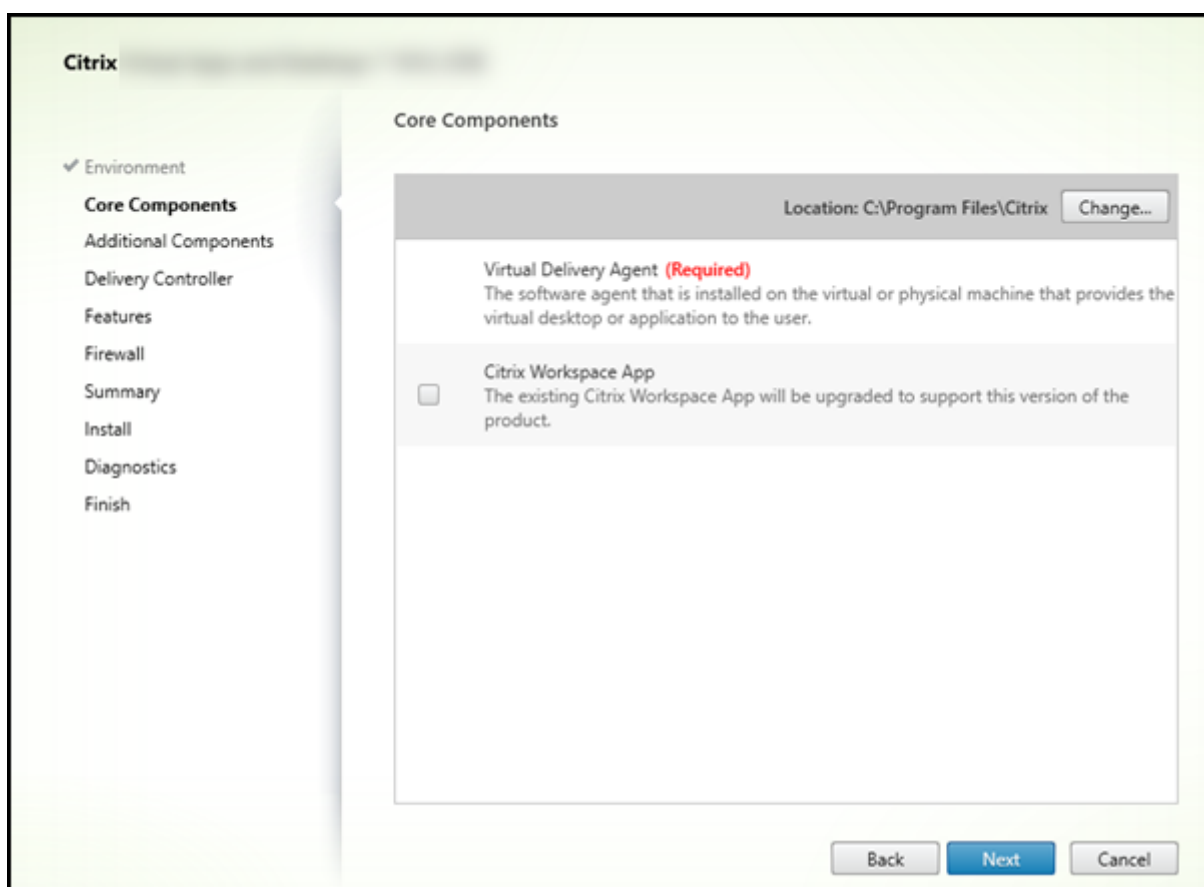 Citrix
Core Components
Environment
Core Components
Additional Components
Delivery Controller
Features
Firewall
Summary
Install
Diagnostics
Finish
Location: C:\Program Files\Citrix
Change...
Virtual Delivery Agent (Required)
The software agent that is installed on the virtual or physical machine that provides the
virtual desktop or application to the user.
Citrix Workspace App
The existing Citrix Workspace App will be upgraded to support this version of the
product.
Back
Next
Cancel